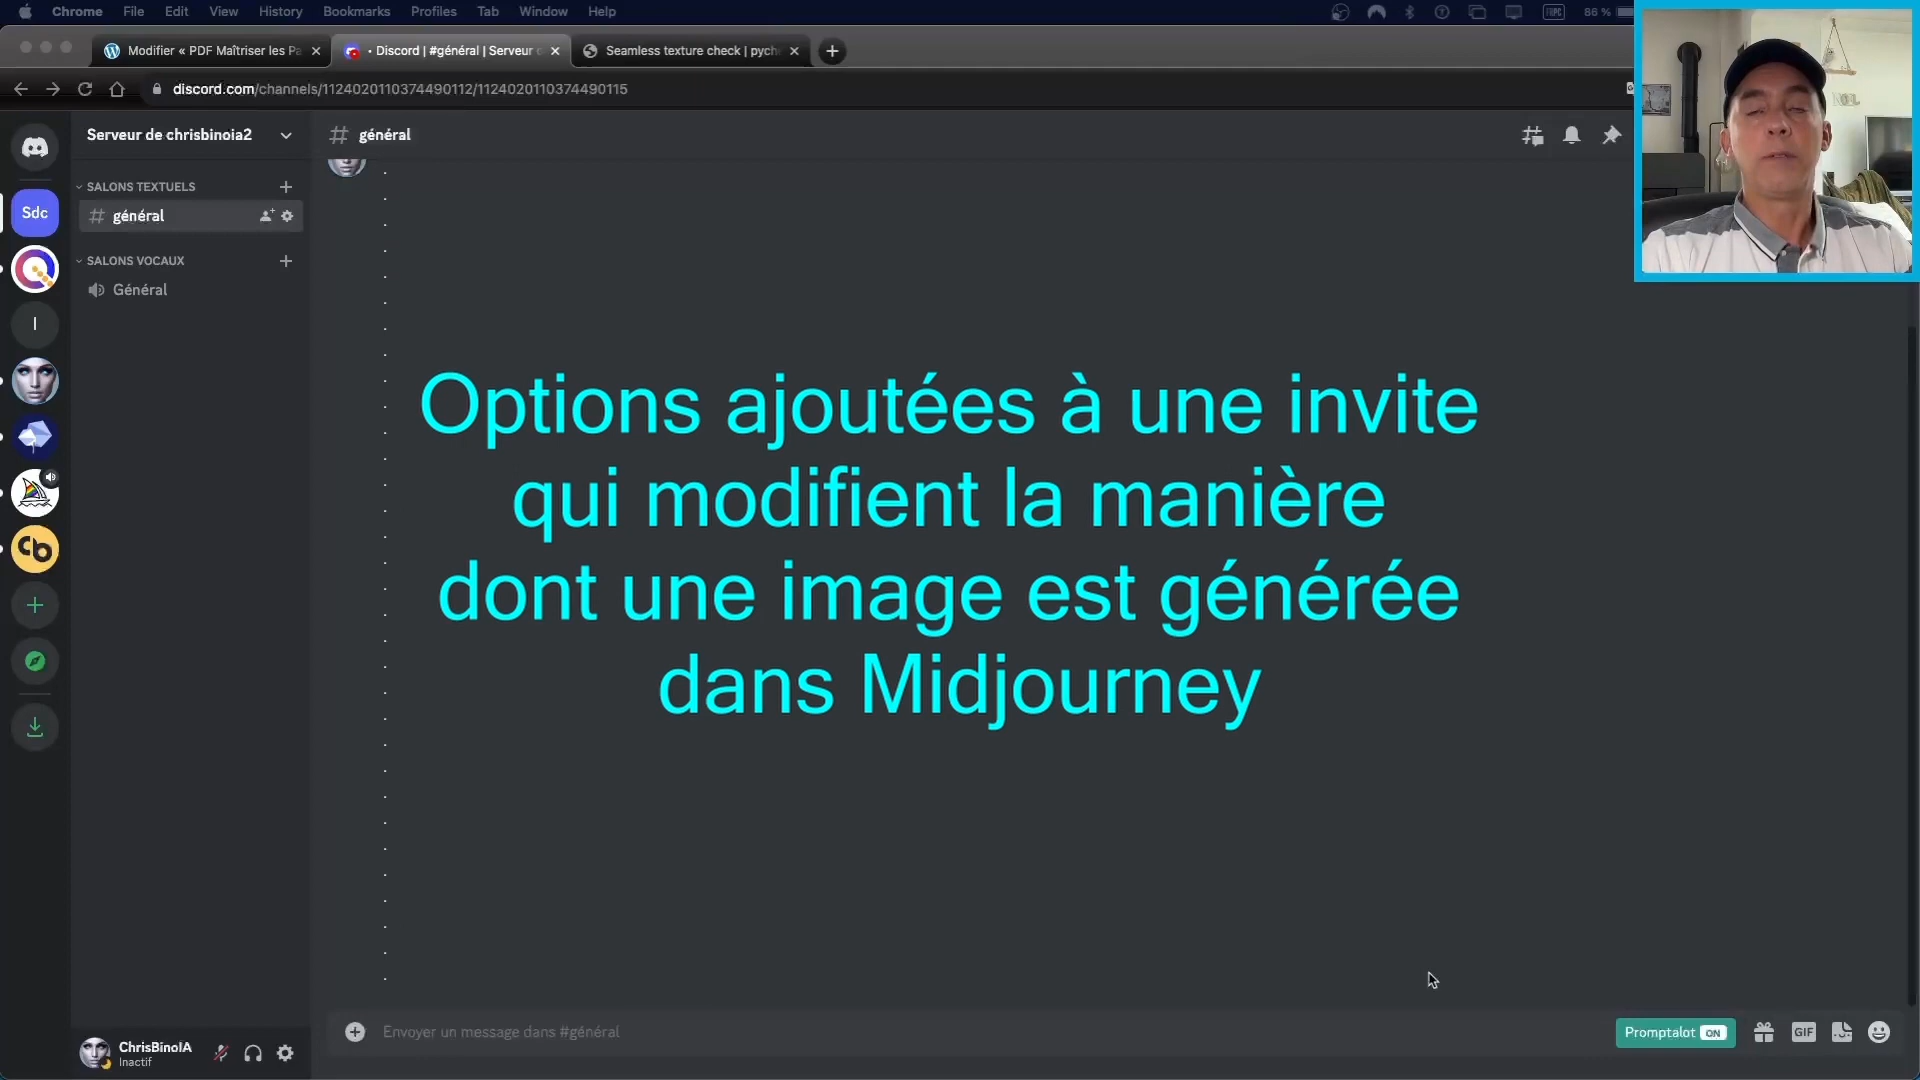 Chrome File Edit View History Bookmarks Profiles Tab Window Help
86 %
Modifier « PDF Maîtriser les Pa
· Discord | #général | Serveur
Seamless texture check | pych
discord.com/channels/1124020110374490112/1124020110374490115
Serveur de chrisbinoia2
général
SALONS TEXTUELS
général
Sdc
SALONS VOCAUX
Général
I
Options ajoutées à une invite
qui modifient la manière
dont une image est générée
dans Midjourney
Envoyer un message dans #général
Promptalot ON
GIF
ChrisBinoIA
Inactif